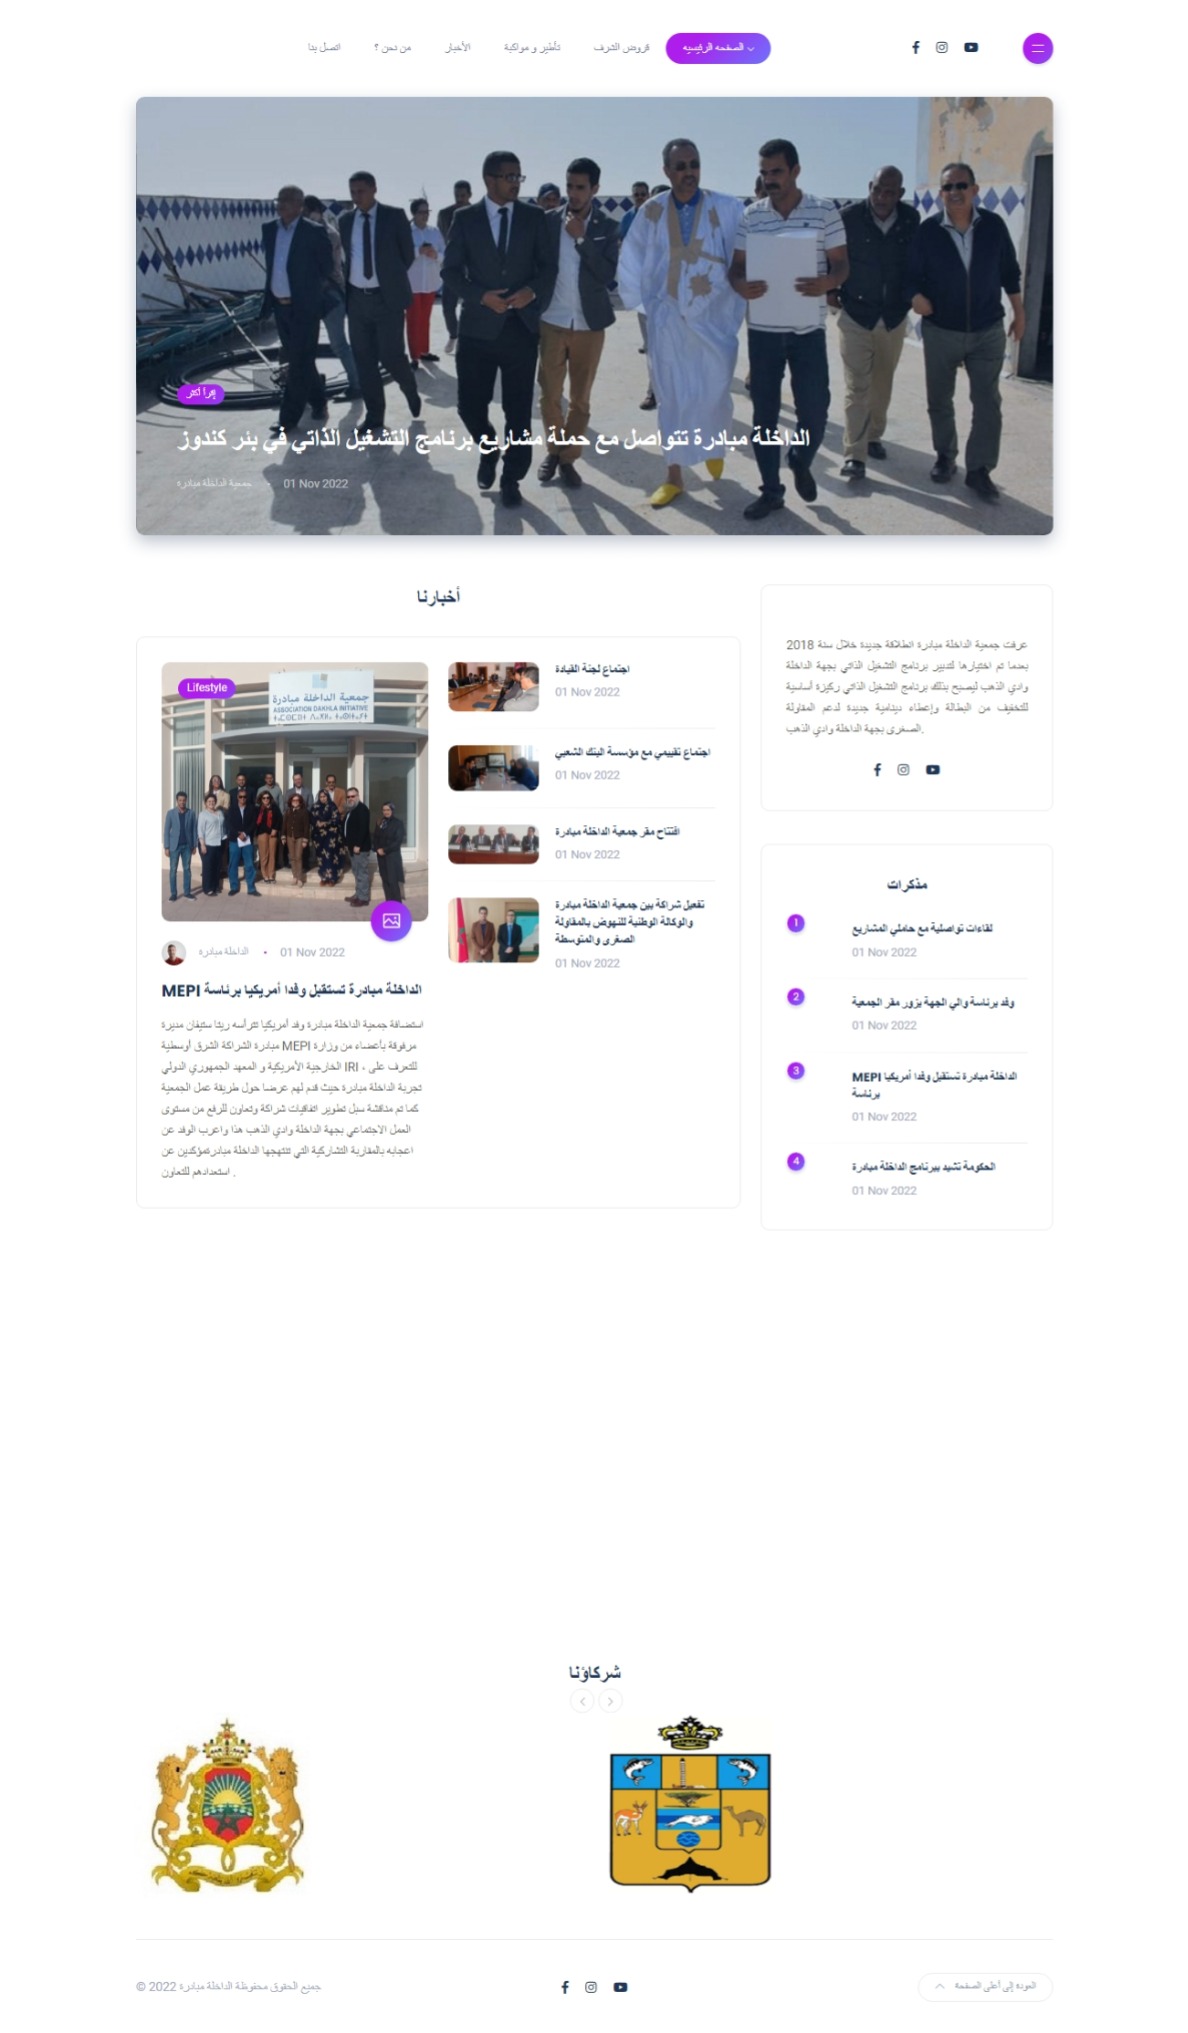 الصفحه الرئيسيه
قروض الشرف
تأطير و مواكبة
الأخبار
من نحن ؟
اتصل بنا
إقرأ أكثر
الداخلة مبادرة تتواصل مع حملة مشاريع برنامج التشغيل الذاتي في بئر كندوز
جمعية الداخلة مبادرة • 01 Nov 2022
أخبارنا
Lifestyle
جمعية الداخلة مبادرة
ASSOCIATION DAKHLA INITIATIVE
الداخلة مبادرة • 01 Nov 2022
الداخلة مبادرة تستقبل وفدا أمريكيا برئاسة MEPI
استضافة جمعية الداخلة مبادرة وفد أمريكيا تترأسه ريتا ستيفان مديرة
مبادرة الشراكة الشرق أوسطية MEPI مرفوقة بأعضاء من وزارة
الخارجية الأمريكية و المعهد الجمهوري الدولي IRI ، للتعرف على
تجربة الداخلة مبادرة حيث قدم لهم عرضا حول طريقة عمل الجمعية
كما تم مناقشة سبل تطوير اتفاقيات شراكة وتعاون للرفع من مستوى
العمل الاجتماعي بجهة الداخلة وادي الذهب هذا واعرب الوفد عن
اعجابه بالمقاربة التشاركية التي تنتهجها الداخلة مبادرتمؤكدين عن
استعدادهم للتعاون .
اجتماع لجنة القيادة
01 Nov 2022
اجتماع تقييمي مع مؤسسة البنك الشعبي
01 Nov 2022
افتتاح مقر جمعية الداخلة مبادرة
01 Nov 2022
تفعيل شراكة بين جمعية الداخلة مبادرة
والوكالة الوطنية للنهوض بالمقاولة
الصغرى والمتوسطة
01 Nov 2022
عرفت جمعية الداخلة مبادرة انطلاقة جديدة خلال سنة 2018
بعدما تم اختيارها لتدبير برنامج التشغيل الذاتي بجهة الداخلة
وادي الذهب ليصبح بذلك برنامج التشغيل الذاتي ركيزة أساسية
للتخفيف من البطالة وإعطاء دينامية جديدة لدعم المقاولة
الصغرى بجهة الداخلة وادي الذهب.
مذكرات
1
لقاءات تواصلية مع حاملي المشاريع
01 Nov 2022
2
وفد برئاسة والي الجهة يزور مقر الجمعية
01 Nov 2022
3
الداخلة مبادرة تستقبل وفدا أمريكيا MEPI
برئاسة
01 Nov 2022
4
الحكومة تشيد ببرنامج الداخلة مبادرة
01 Nov 2022
شركاؤنا
جميع الحقوق محفوظة الداخلة مبادرة 2022 ©
العودة إلى أعلى الصفحة